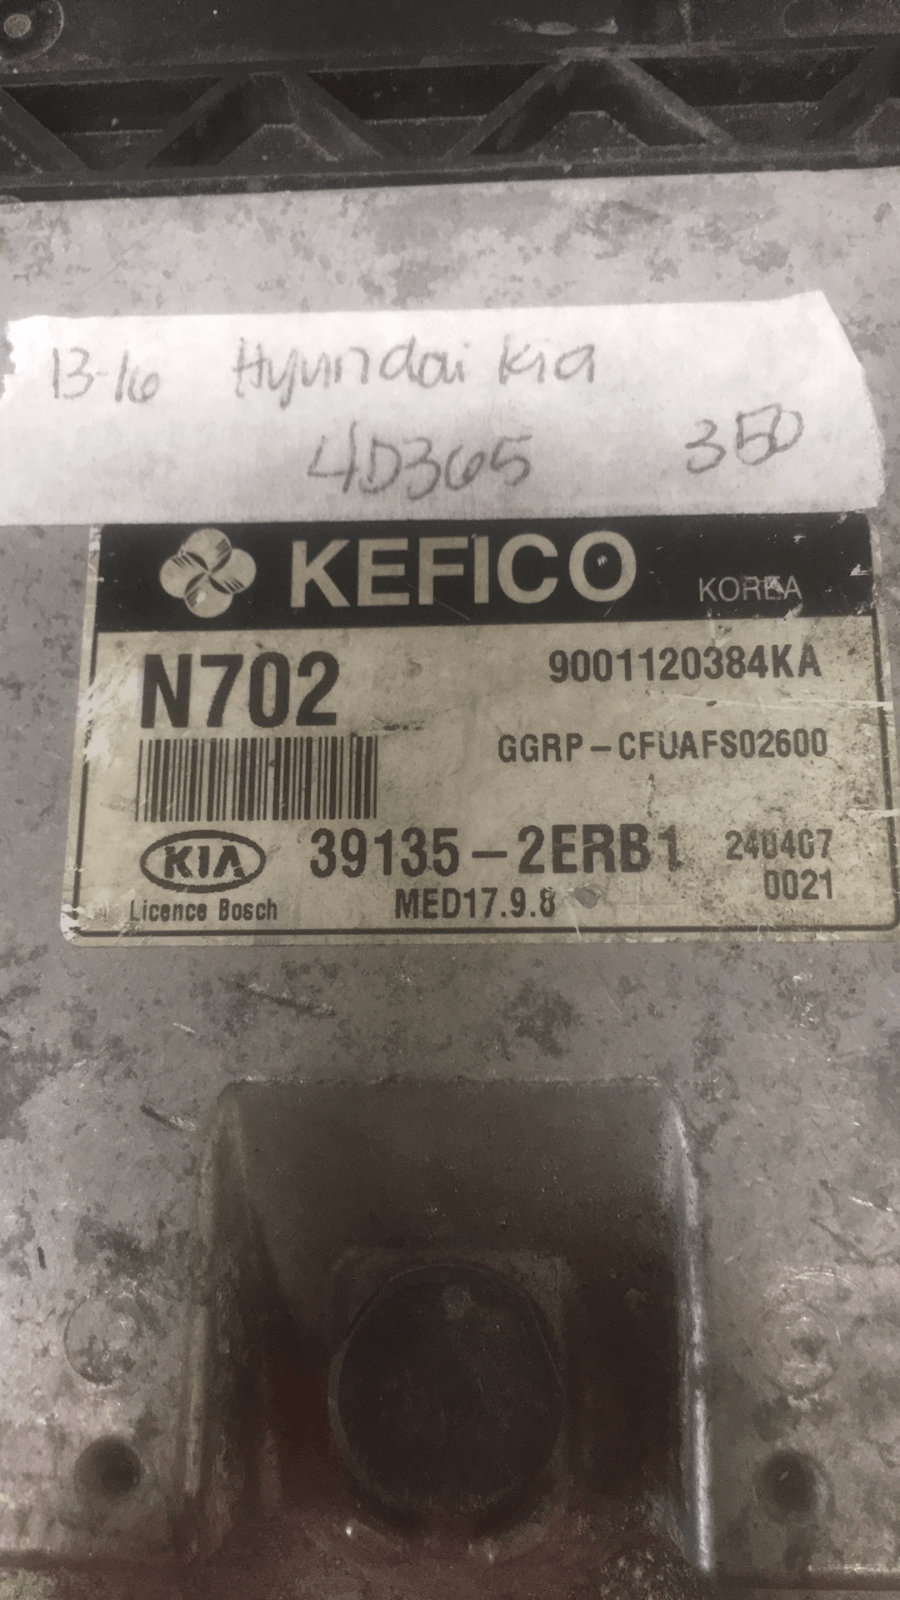 13-16 Hyundai Kia
4D365 350
KEFICO KOREA
N702 9001120384KA
GGRP-CFUAFS02600
KIA 39135-2ERB1 240407
Licence Bosch MED17.9.8 0021